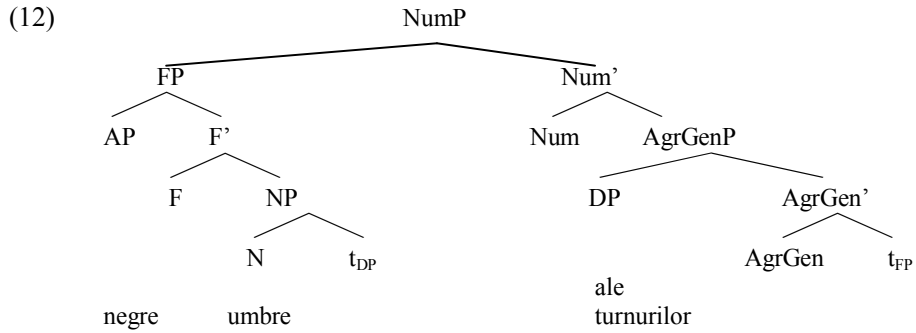 (12) NumP
FP Num’
AP F’ Num AgrGenP
F NP DP AgrGen’
N t_DP AgrGen t_FP
ale
negre umbre turnurilor